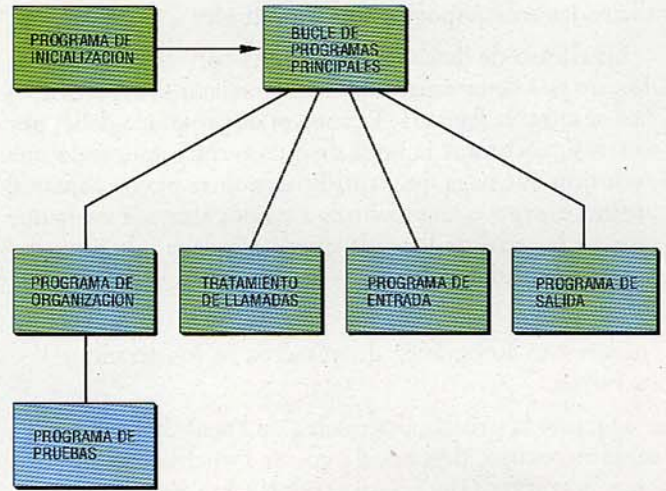 PROGRAMA DE
INICIALIZACIÓN
BUCLE DE
PROGRAMAS
PRINCIPALES
PROGRAMA DE
ORGANIZACION
TRATAMIENTO
DE LLAMADAS
PROGRAMA DE
ENTRADA
PROGRAMA DE
SALIDA
PROGRAMA DE
PRUEBAS